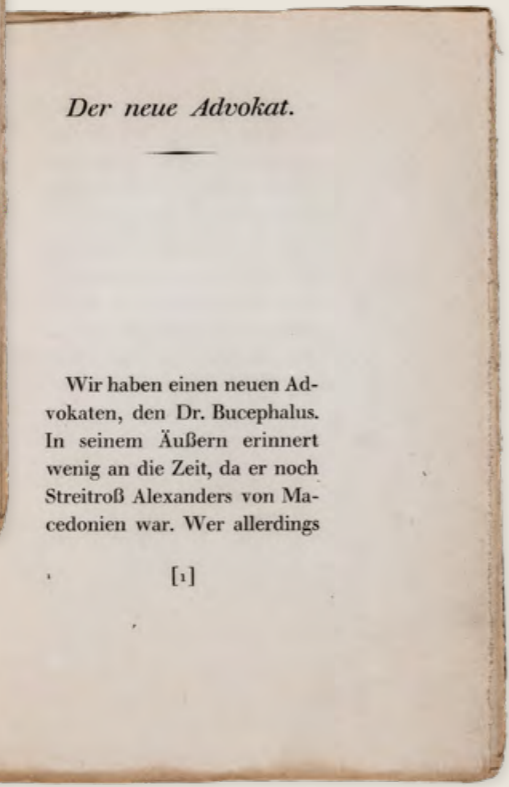 Der neue Advokat.
Wir haben einen neuen Ad-
vokaten, den Dr. Bucephalus.
In seinem Äußern erinnert
wenig an die Zeit, da er noch
Streitroß Alexanders von Ma-
cedonien war. Wer allerdings
1 [1]